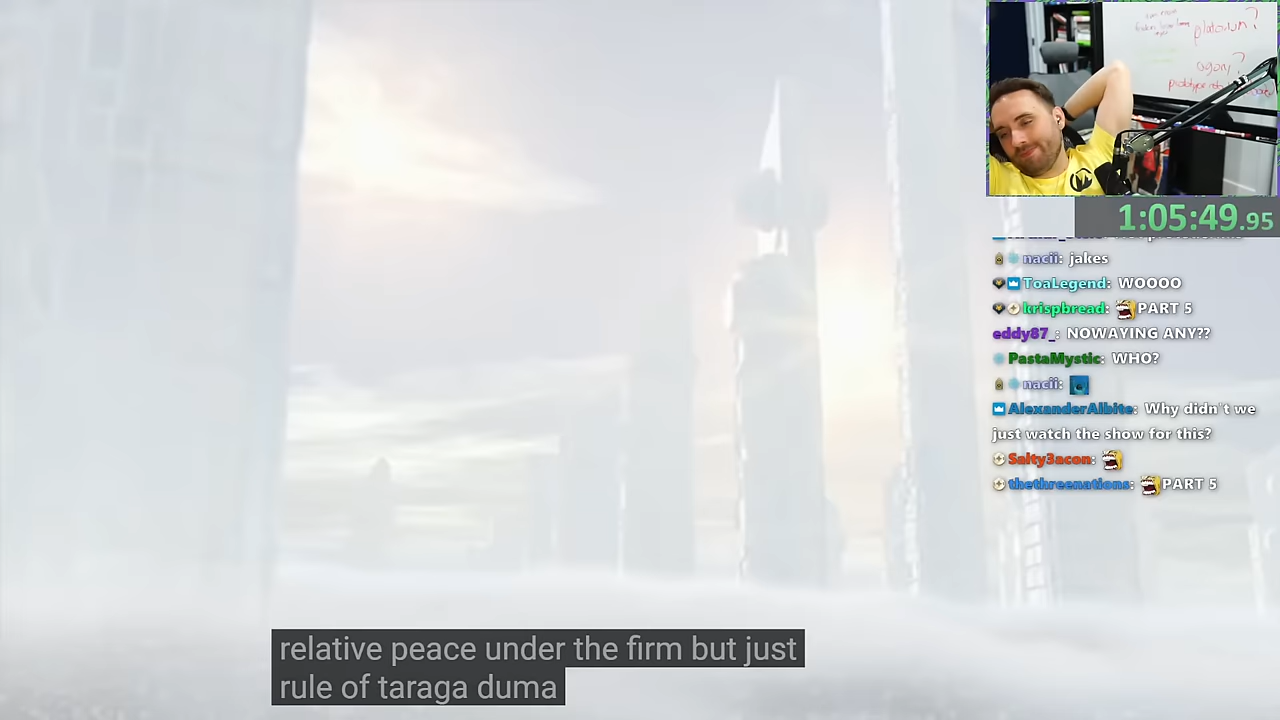 platosun?
agony?
1:05:49.95
nacii: jakes
ToaLegend: WOOOO
krispbread: PART 5
eddy87_: NOWAYING ANY??
PastaMystic: WHO?
nacii:
AlexanderAlbite: Why didn't we
just watch the show for this?
Salty3acon:
thethreenations: PART 5
relative peace under the firm but just
rule of taraga duma